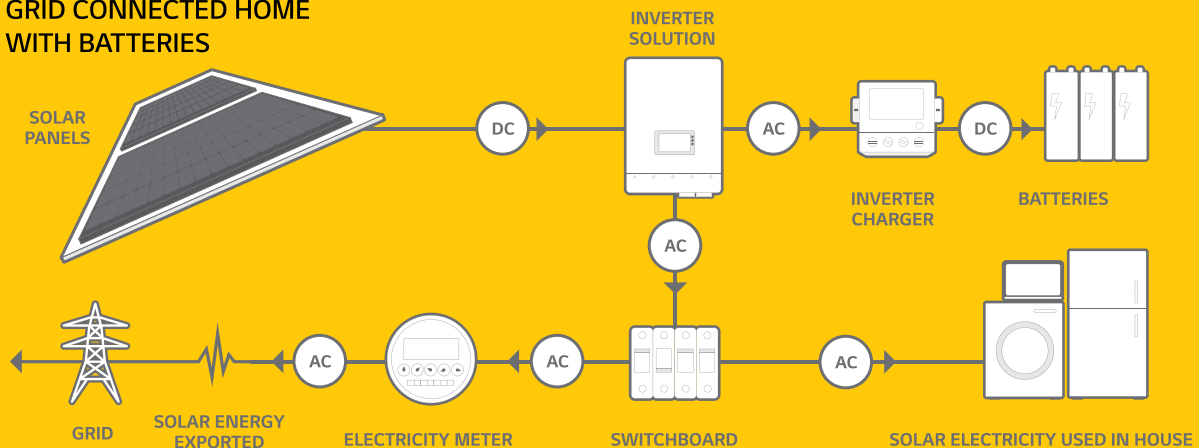 GRID CONNECTED HOME
WITH BATTERIES
INVERTER
SOLUTION
SOLAR
PANELS
DC
AC
DC
INVERTER
CHARGER
BATTERIES
AC
AC
AC
AC
GRID
SOLAR ENERGY
EXPORTED
ELECTRICITY METER
SWITCHBOARD
SOLAR ELECTRICITY USED IN HOUSE